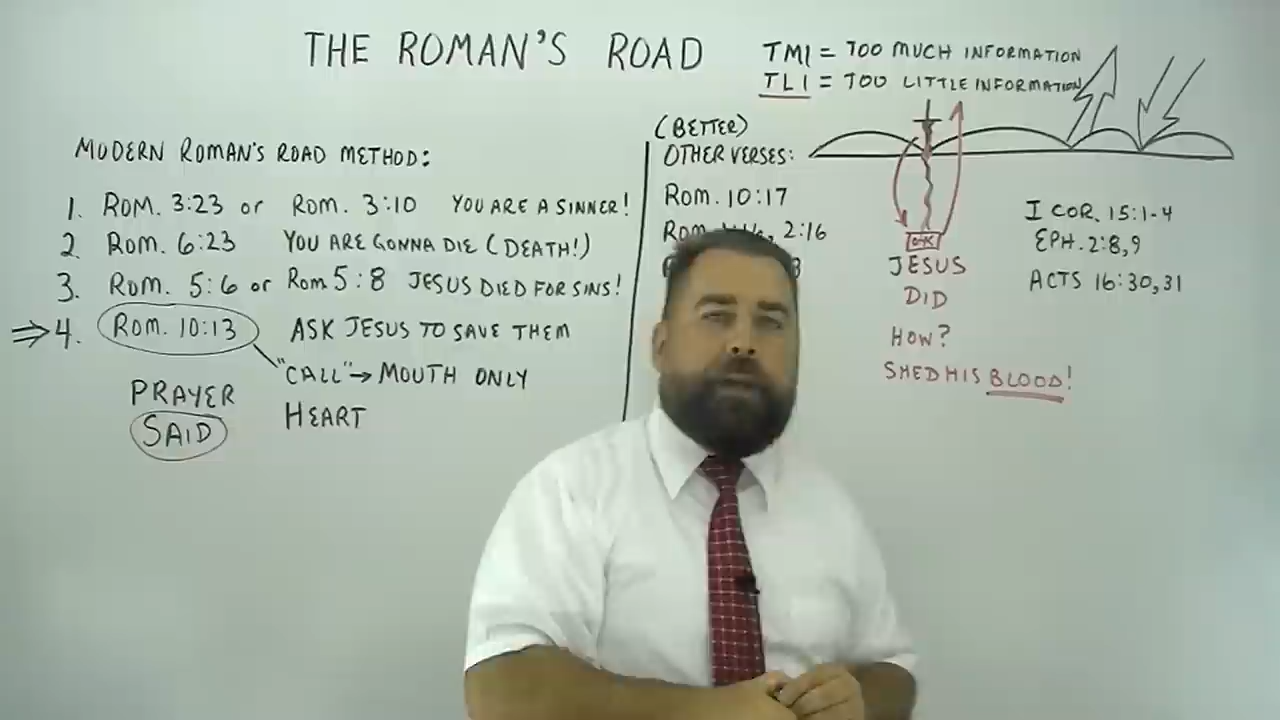 THE ROMAN'S ROAD
TMI = TOO MUCH INFORMATION
TLI = TOO LITTLE INFORMATION
MODERN ROMAN'S ROAD METHOD:
1. ROM. 3:23 or Rom. 3:10 YOU ARE A SINNER!
2. Rom. 6:23 YOU ARE GONNA DIE (DEATH!)
3. Rom. 5:6 or Rom 5:8 JESUS DIED FOR SINS!
⇒ 4. Rom. 10:13 ASK JESUS TO SAVE THEM
"CALL" → MOUTH ONLY
PRAYER
HEART
SAID
(BETTER)
OTHER VERSES:
Rom. 10:17
Rom. 2:16
JESUS
DID
HOW?
SHED HIS BLOOD!
I COR. 15:1-4
EPH. 2:8,9
ACTS 16:30,31